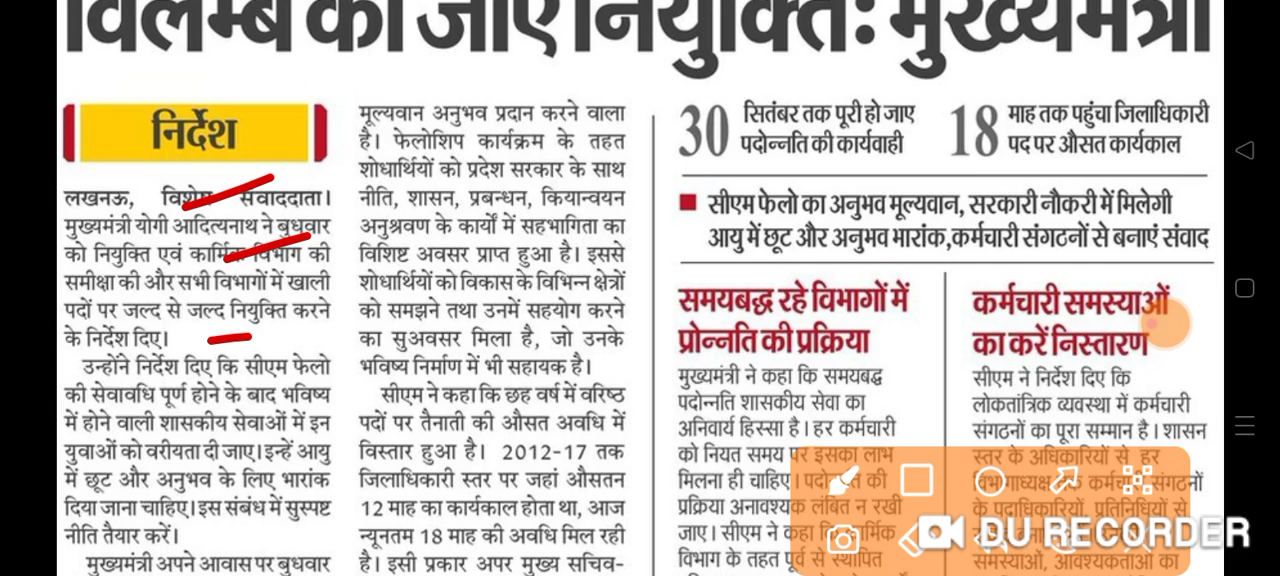 विलम्ब की जाए नियुक्ति: मुख्यमंत्री
निर्देश
लखनऊ, विशेष संवाददाता।
मुख्यमंत्री योगी आदित्यनाथ ने बुधवार
को नियुक्ति एवं कार्मिक विभाग की
समीक्षा की और सभी विभागों में खाली
पदों पर जल्द से जल्द नियुक्ति करने
के निर्देश दिए।
उन्होंने निर्देश दिए कि सीएम फेलो
की सेवावधि पूर्ण होने के बाद भविष्य
में होने वाली शासकीय सेवाओं में इन
युवाओं को वरीयता दी जाए। इन्हें आयु
में छूट और अनुभव के लिए भारांक
दिया जाना चाहिए। इस संबंध में सुस्पष्ट
नीति तैयार करें।
मुख्यमंत्री अपने आवास पर बुधवार
मूल्यवान अनुभव प्रदान करने वाला
है। फेलोशिप कार्यक्रम के तहत
शोधार्थियों को प्रदेश सरकार के साथ
नीति, शासन, प्रबन्धन, कियान्वयन
अनुश्रवण के कार्यों में सहभागिता का
विशिष्ट अवसर प्राप्त हुआ है। इससे
शोधार्थियों को विकास के विभिन्न क्षेत्रों
को समझने तथा उनमें सहयोग करने
का सुअवसर मिला है, जो उनके
भविष्य निर्माण में भी सहायक है।
सीएम ने कहा कि छह वर्ष में वरिष्ठ
पदों पर तैनाती की औसत अवधि में
विस्तार हुआ है। 2012-17 तक
जिलाधिकारी स्तर पर जहां औसतन
12 माह का कार्यकाल होता था, आज
न्यूनतम 18 माह की अवधि मिल रही
है। इसी प्रकार अपर मुख्य सचिव-
30 सितंबर तक पूरी हो जाए
पदोन्नति की कार्यवाही
18 माह तक पहुंचा जिलाधिकारी
पद पर औसत कार्यकाल
सीएम फेलो का अनुभव मूल्यवान, सरकारी नौकरी में मिलेगी
आयु में छूट और अनुभव भारांक,कर्मचारी संगठनों से बनाएं संवाद
समयबद्ध रहे विभागों में
प्रोन्नति की प्रक्रिया
मुख्यमंत्री ने कहा कि समयबद्ध
पदोन्नति शासकीय सेवा का
अनिवार्य हिस्सा है। हर कर्मचारी
को नियत समय पर इसका लाभ
मिलना ही चाहिए। पदोन्नति की
प्रक्रिया अनावश्यक लंबित न रखी
जाए। सीएम ने कहा कि कार्मिक
विभाग के तहत पूर्व से स्थापित
कर्मचारी समस्याओं
का करें निस्तारण
सीएम ने निर्देश दिए कि
लोकतांत्रिक व्यवस्था में कर्मचारी
संगठनों का पूरा सम्मान है। शासन
स्तर के अधिकारियों से हर
विभागाध्यक्ष कर्मचारी संगठनों
के पदाधिकारियों, प्रतिनिधियों से
समस्याओं, आवश्यकताओं का
DU RECORDER